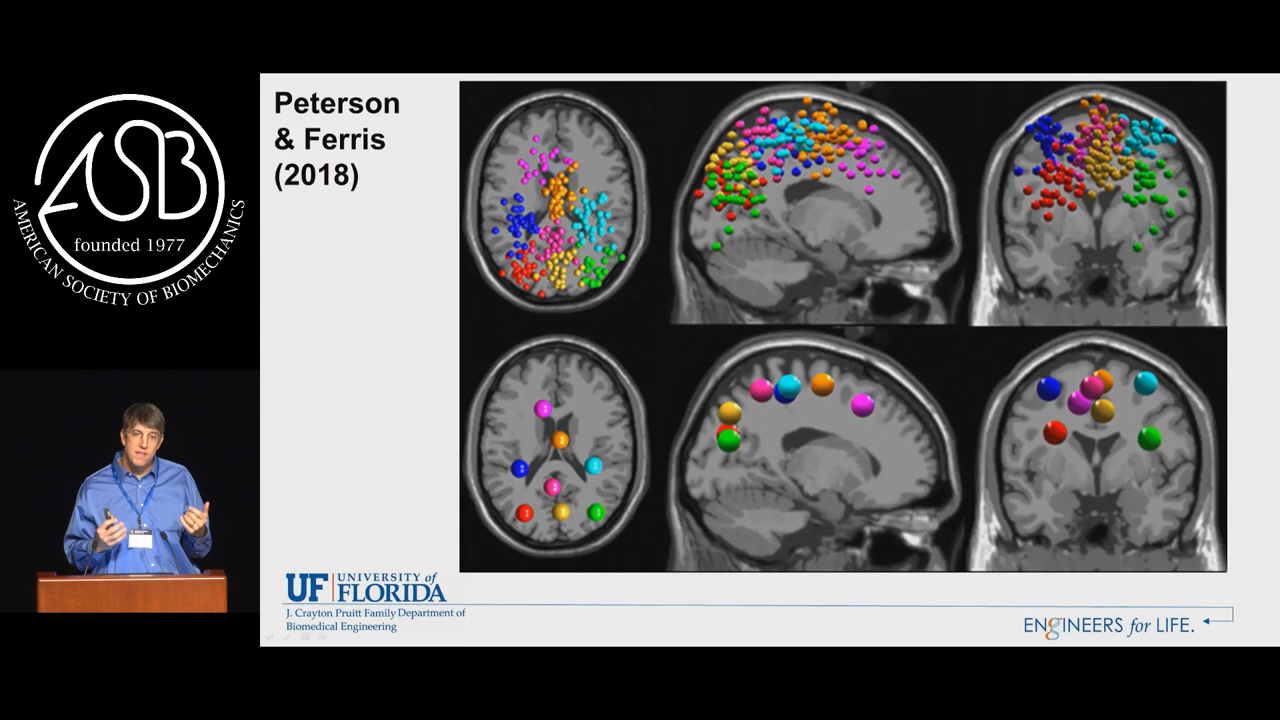 ASB
founded 1977
AMERICAN SOCIETY OF BIOMECHANICS
Peterson
& Ferris
(2018)
UF UNIVERSITY of
FLORIDA
J. Crayton Pruitt Family Department of
Biomedical Engineering
ENGINEERS for LIFE.